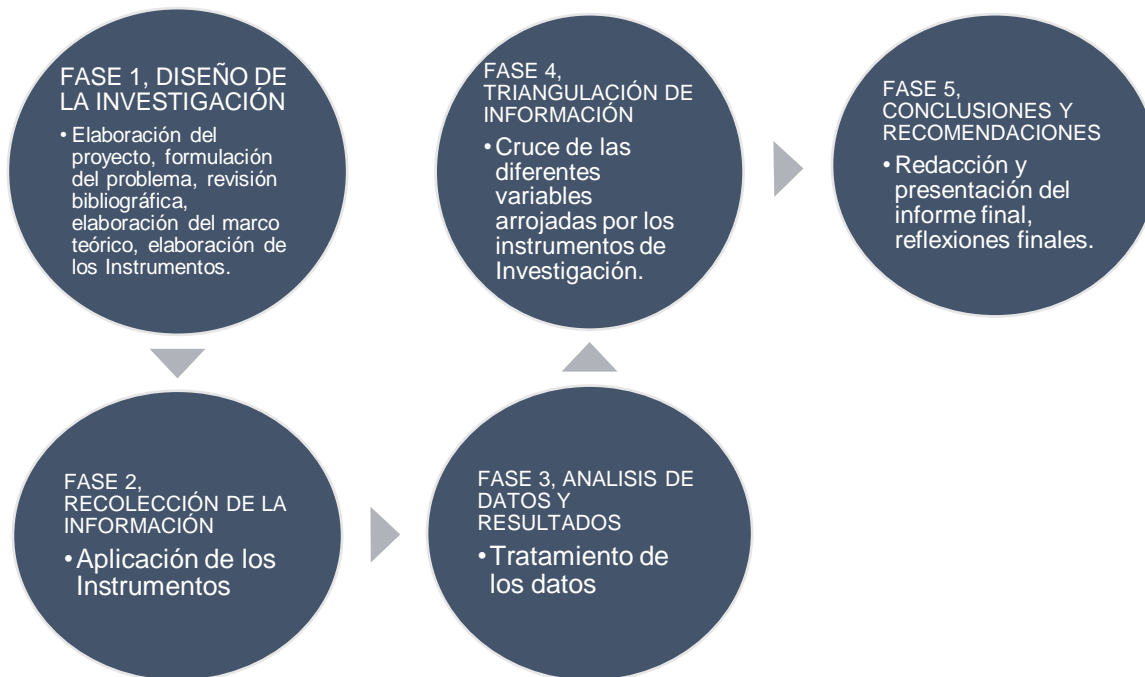 FASE 1, DISEÑO DE
LA INVESTIGACIÓN
• Elaboración del
proyecto, formulación
del problema, revisión
bibliográfica,
elaboración del marco
teórico, elaboración de
los Instrumentos.
FASE 2,
RECOLECCIÓN DE LA
INFORMACIÓN
• Aplicación de los
Instrumentos
FASE 3, ANALISIS DE
DATOS Y
RESULTADOS
• Tratamiento de
los datos
FASE 4,
TRIANGULACIÓN DE
INFORMACIÓN
• Cruce de las
diferentes
variables
arrojadas por los
instrumentos de
Investigación.
FASE 5,
CONCLUSIONES Y
RECOMENDACIONES
• Redacción y
presentación del
informe final,
reflexiones finales.